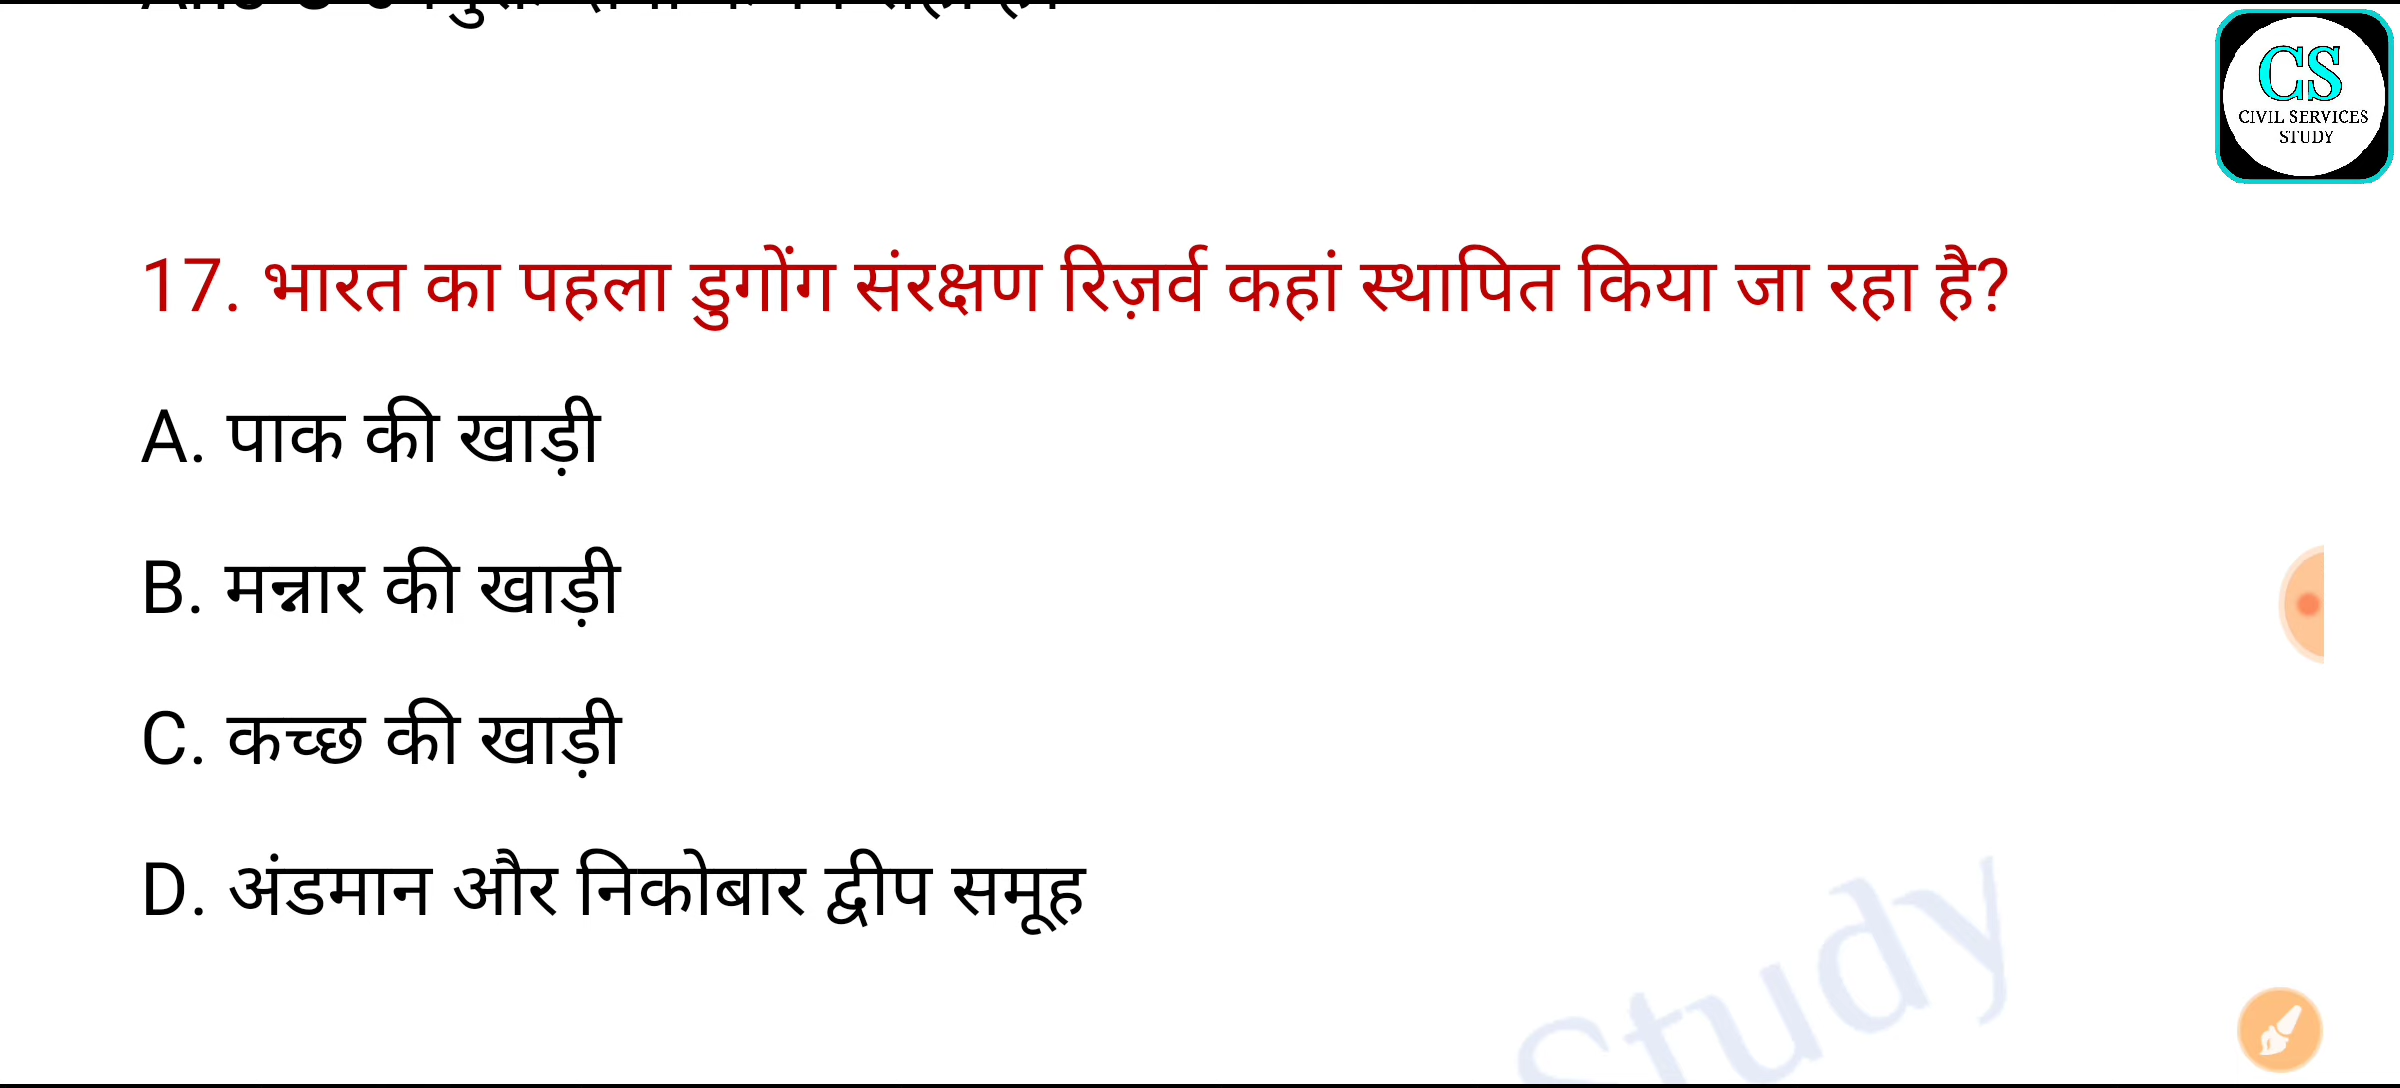 CS
CIVIL SERVICES
STUDY
17. भारत का पहला डुगोंग संरक्षण रिज़र्व कहां स्थापित किया जा रहा है?
A. पाक की खाड़ी
B. मन्नार की खाड़ी
C. कच्छ की खाड़ी
D. अंडमान और निकोबार द्वीप समूह
Study